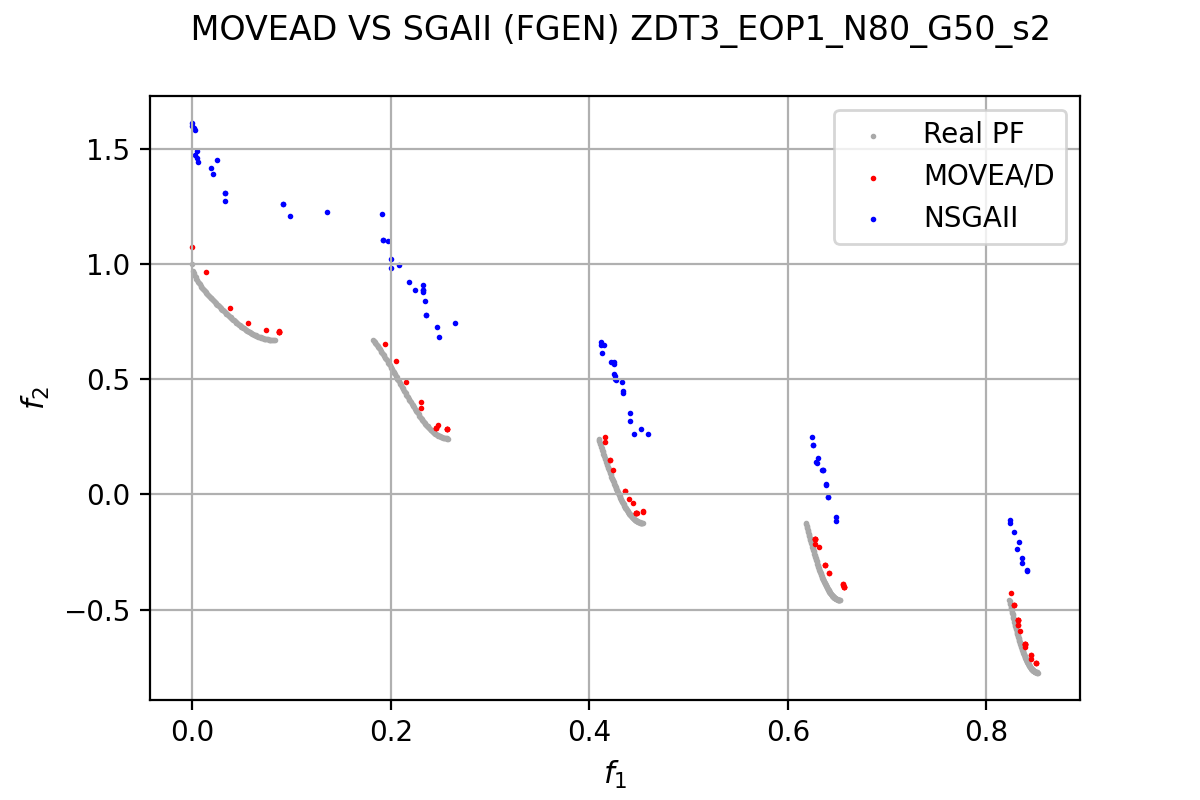 MOVEAD VS SGAII (FGEN) ZDT3_EOP1_N80_G50_s2
Real PF
MOVEA/D
NSGAII
1.5
1.0
0.5
0.0
−0.5
f₂
0.0 0.2 0.4 0.6 0.8
f₁